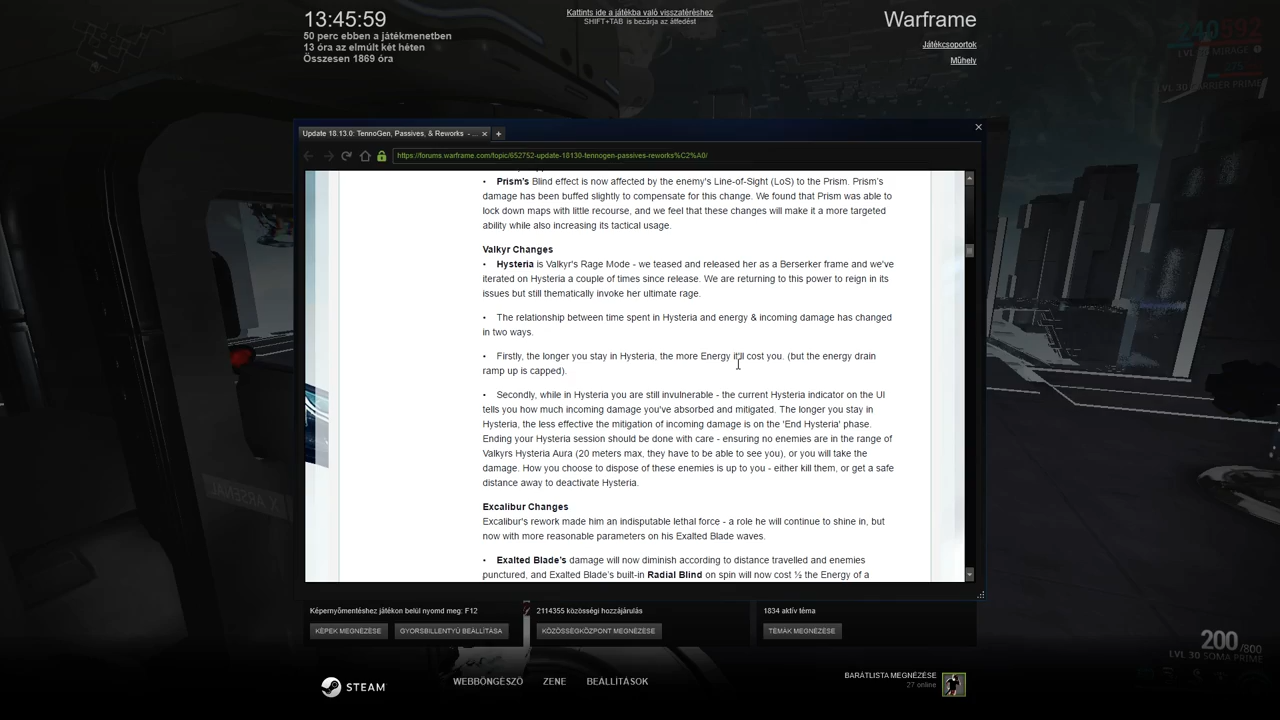 13:45:59
50 perc ebben a játékmenetben
13 óra az elmúlt két héten
Összesen 1869 óra
Kattints ide a játékba való visszatéréshez
SHIFT+TAB is bezárja az átfedést
Warframe
Játékcsoportok
Műhely
240 592
Update 18.13.0: TennoGen, Passives, & Reworks - ...
https://forums.warframe.com/topic/652752-update-18130-tennogen-passives-reworks%C2%A0/
• Prism's Blind effect is now affected by the enemy's Line-of-Sight (LoS) to the Prism. Prism's
damage has been buffed slightly to compensate for this change. We found that Prism was able to
lock down maps with little recourse, and we feel that these changes will make it a more targeted
ability while also increasing its tactical usage.
Valkyr Changes
• Hysteria is Valkyr's Rage Mode - we teased and released her as a Berserker frame and we've
iterated on Hysteria a couple of times since release. We are returning to this power to reign in its
issues but still thematically invoke her ultimate rage.
• The relationship between time spent in Hysteria and energy & incoming damage has changed
in two ways.
• Firstly, the longer you stay in Hysteria, the more Energy it'll cost you. (but the energy drain
ramp up is capped).
• Secondly, while in Hysteria you are still invulnerable - the current Hysteria indicator on the UI
tells you how much incoming damage you've absorbed and mitigated. The longer you stay in
Hysteria, the less effective the mitigation of incoming damage is on the 'End Hysteria' phase.
Ending your Hysteria session should be done with care - ensuring no enemies are in the range of
Valkyrs Hysteria Aura (20 meters max, they have to be able to see you), or you will take the
damage. How you choose to dispose of these enemies is up to you - either kill them, or get a safe
distance away to deactivate Hysteria.
Excalibur Changes
Excalibur's rework made him an indisputable lethal force - a role he will continue to shine in, but
now with more reasonable parameters on his Exalted Blade waves.
• Exalted Blade's damage will now diminish according to distance travelled and enemies
punctured, and Exalted Blade's built-in Radial Blind on spin will now cost ½ the Energy of a
Képernyőmentéshez játékon belül nyomd meg: F12
KÉPEK MEGNÉZÉSE
GYORSBILLENTYŰ BEÁLLÍTÁSA
2114355 közösségi hozzájárulás
KÖZÖSSÉGKÖZPONT MEGNÉZÉSE
1834 aktív téma
TÉMÁK MEGNÉZÉSE
200/800
LVL 30 SOMA PRIME
STEAM
WEBBÖNGÉSZŐ
ZENE
BEÁLLÍTÁSOK
BARÁTLISTA MEGNÉZÉSE
27 online